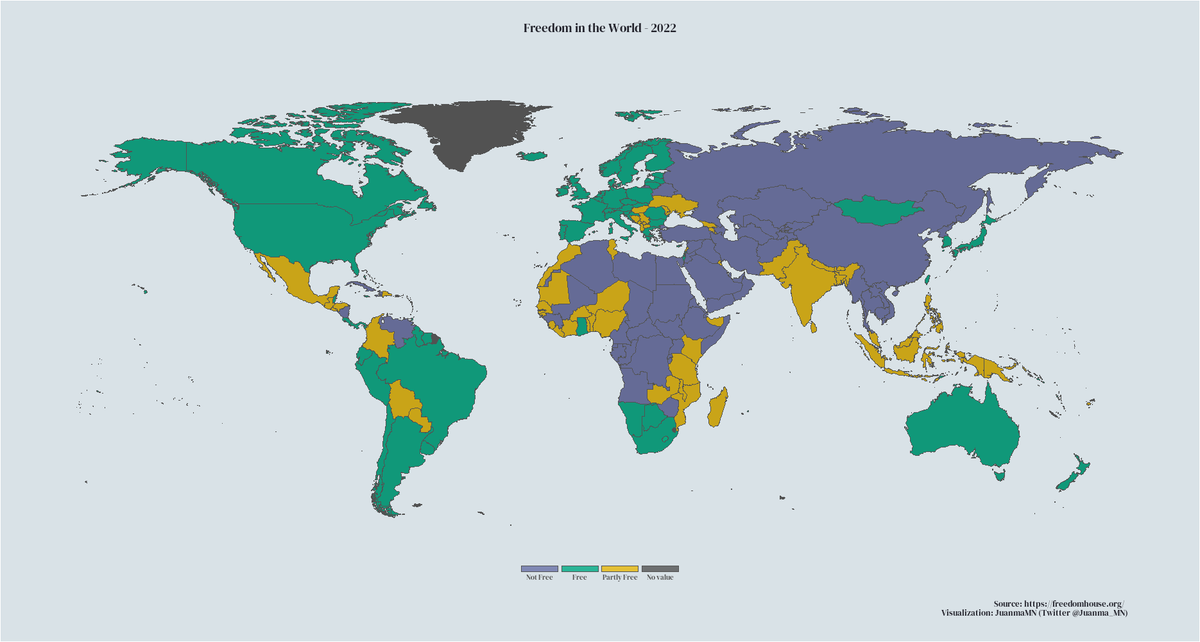 Freedom in the World - 2022
Not Free
Free
Partly Free
No value
Source: https://freedomhouse.org/
Visualization: JuanmaMN (Twitter @Juanma_MN)